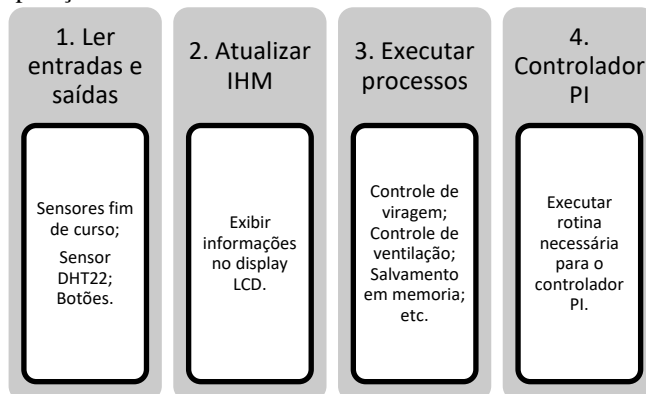 1. Ler
entradas e
saídas
Sensores fim
de curso;
Sensor
DHT22;
Botões.
2. Atualizar
IHM
Exibir
informações
no display
LCD.
3. Executar
processos
Controle de
viragem;
Controle de
ventilação;
Salvamento
em memoria;
etc.
4.
Controlador
PI
Executar
rotina
necessária
para o
controlador
PI.